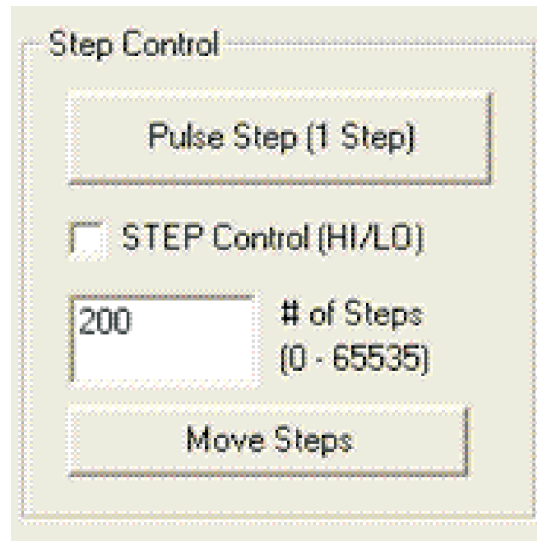 Step Control
Pulse Step (1 Step)
STEP Control (HI/LO)
200
# of Steps
(0 - 65535)
Move Steps